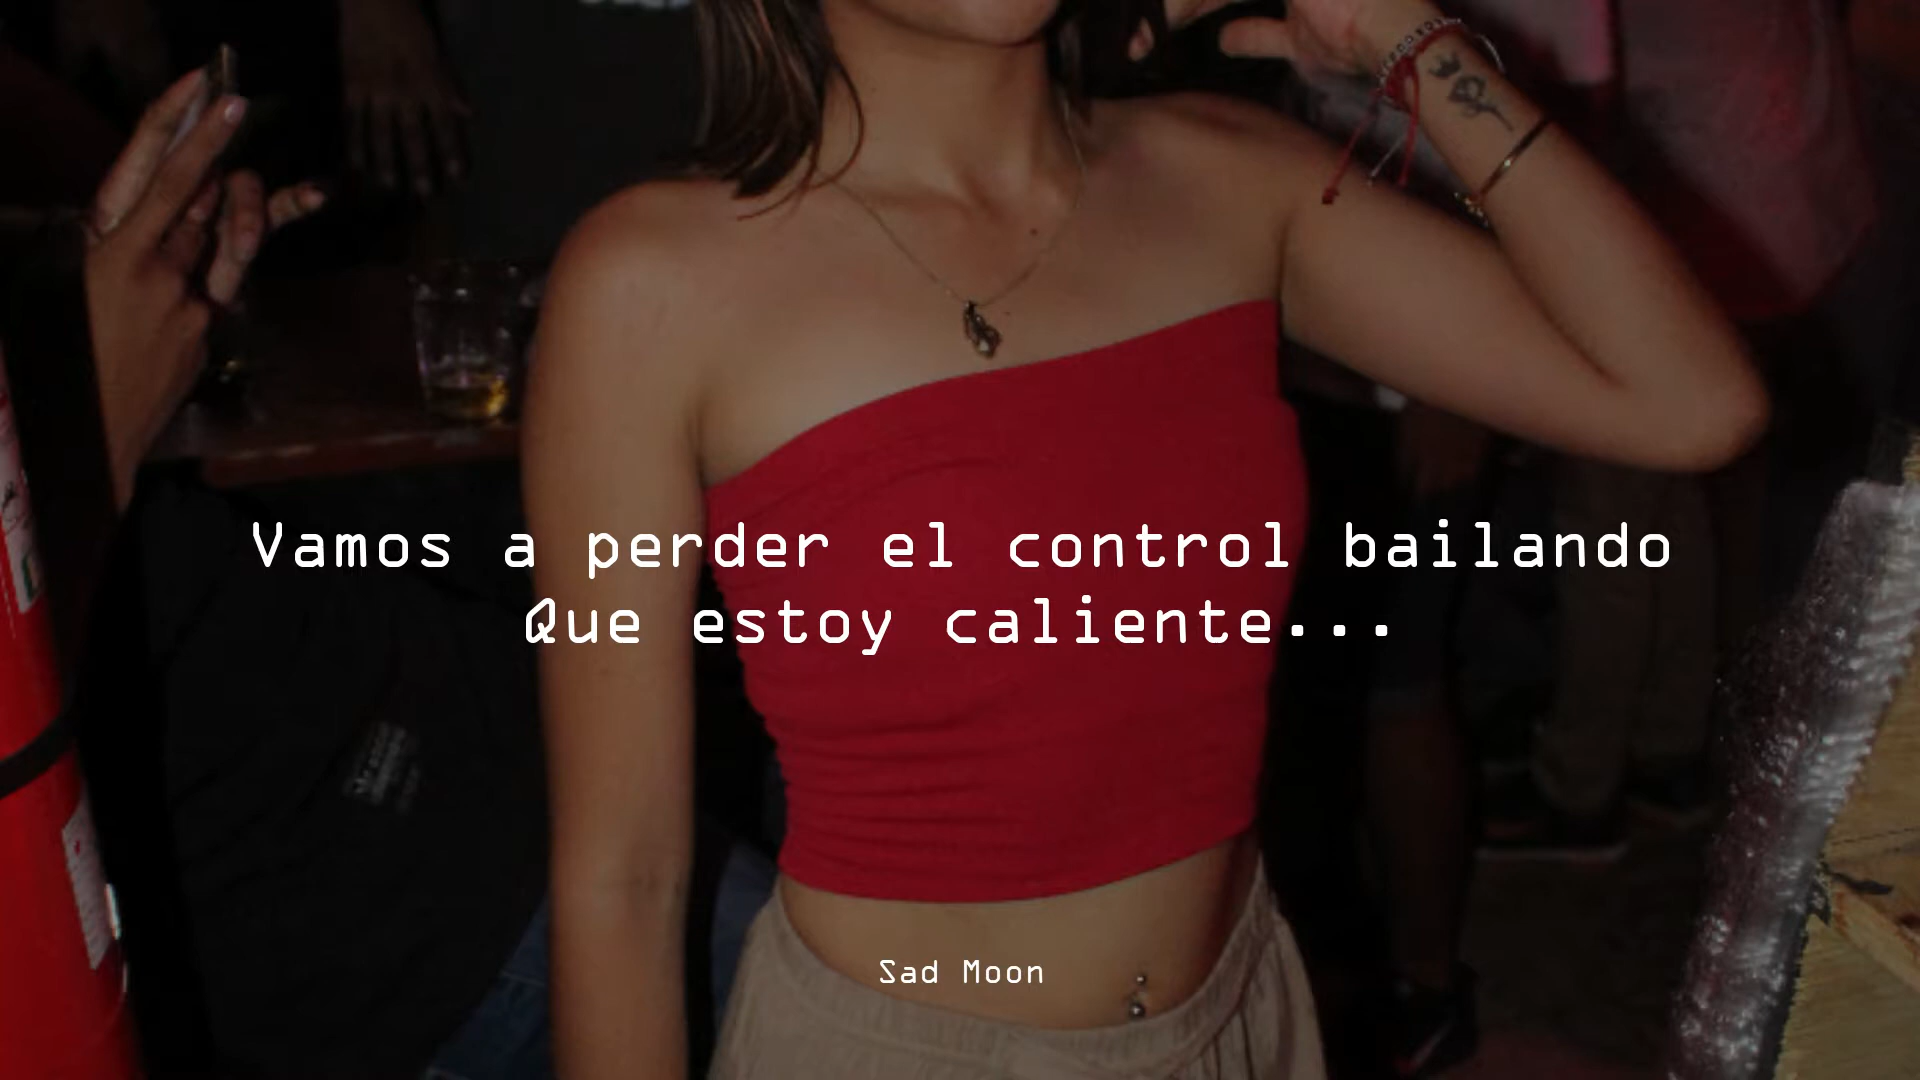 Vamos a perder el control bailando
Que estoy caliente...
Sad Moon